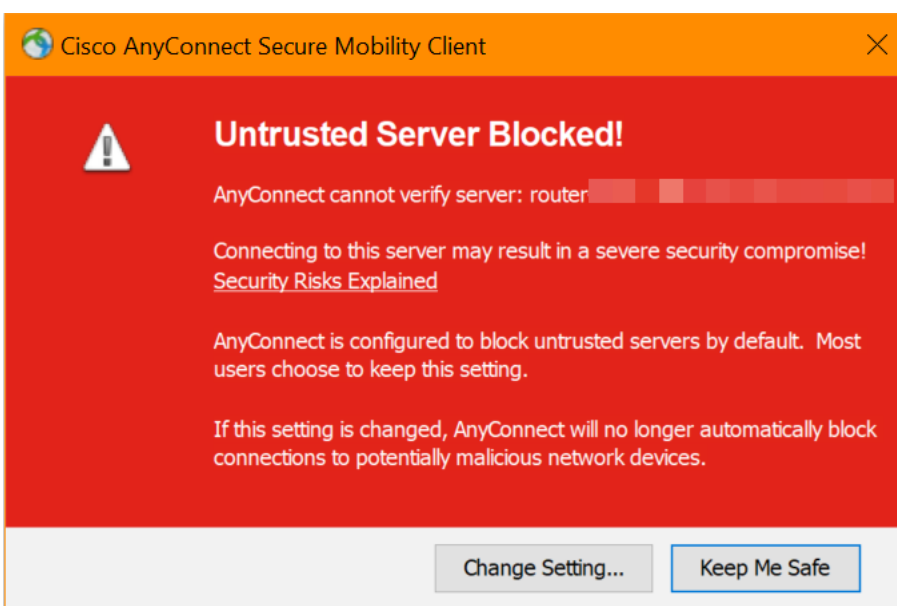 Cisco AnyConnect Secure Mobility Client
Untrusted Server Blocked!
AnyConnect cannot verify server: router
Connecting to this server may result in a severe security compromise!
Security Risks Explained
AnyConnect is configured to block untrusted servers by default.  Most
users choose to keep this setting.
If this setting is changed, AnyConnect will no longer automatically block
connections to potentially malicious network devices.
Change Setting...
Keep Me Safe